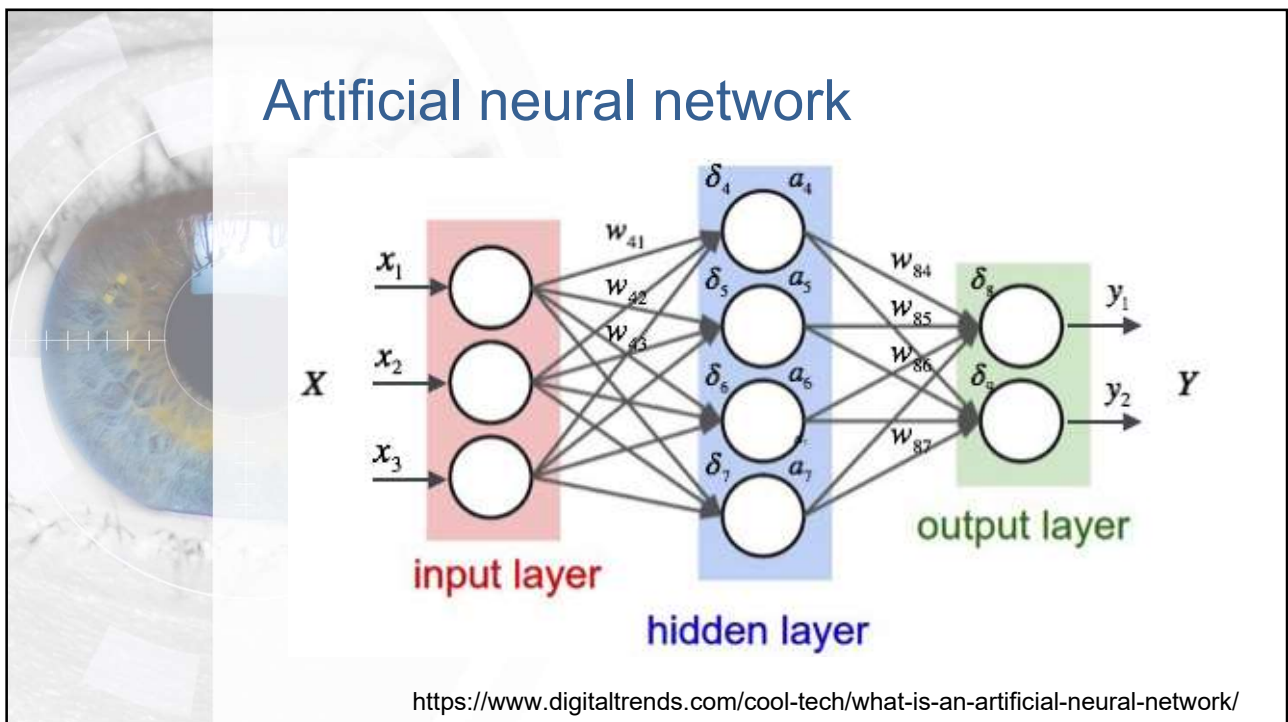 Artificial neural network
δ₄ a₄
w₄₁
x₁
w₈₄
w₄₂
δ₅ a₅
δ₈
y₁
w₈₅
w₄₃
w₈₆
X
x₂
δ₆ a₆
δ₉
y₂
Y
w₈₇
x₃
δ₇ a₇
output layer
input layer
hidden layer
https://www.digitaltrends.com/cool-tech/what-is-an-artificial-neural-network/